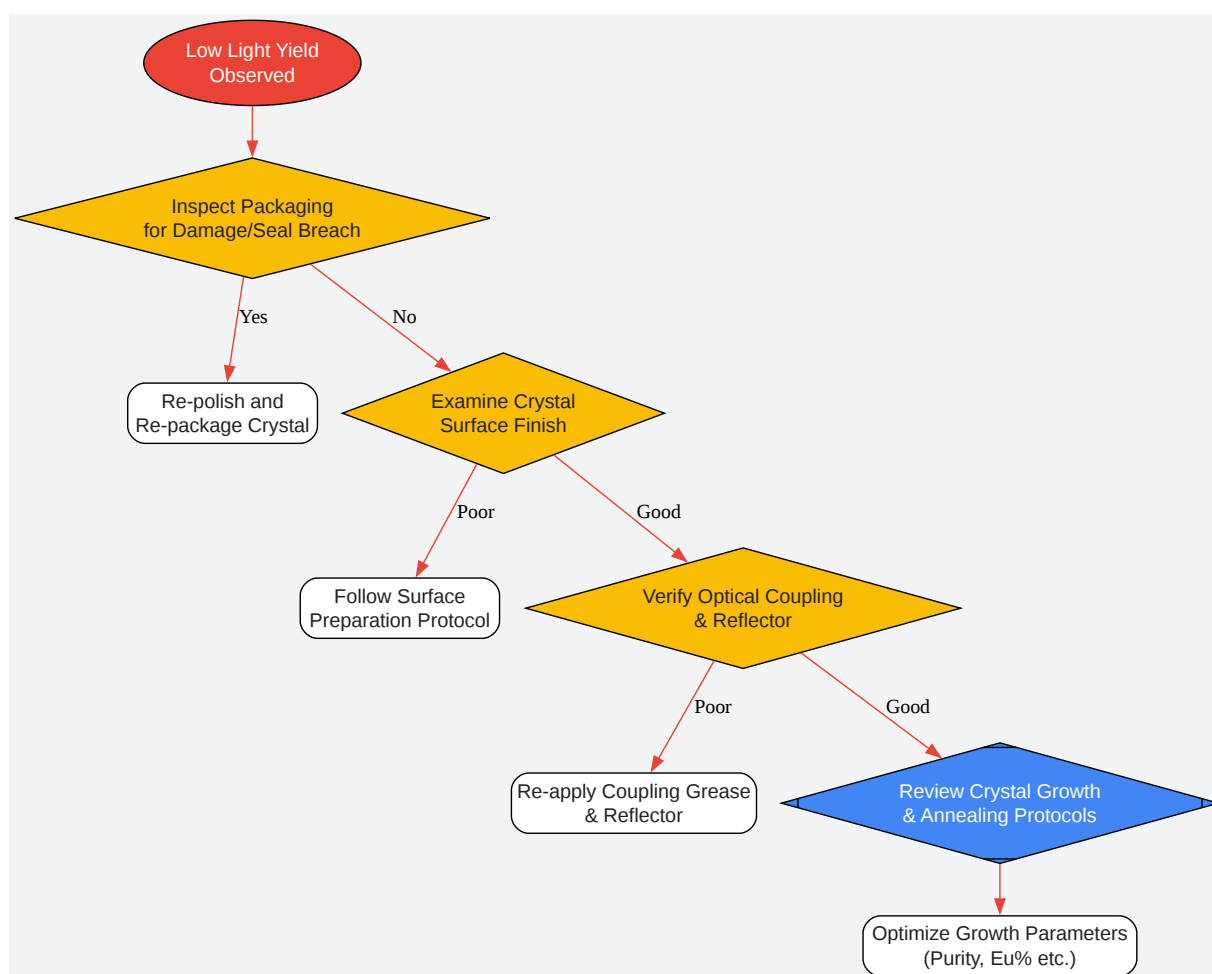 Low Light Yield
Observed
Inspect Packaging
for Damage/Seal Breach
Yes
No
Re-polish and
Re-package Crystal
Examine Crystal
Surface Finish
Poor
Good
Follow Surface
Preparation Protocol
Verify Optical Coupling
& Reflector
Poor
Good
Re-apply Coupling Grease
& Reflector
Review Crystal Growth
& Annealing Protocols
Optimize Growth Parameters
(Purity, Eu% etc.)